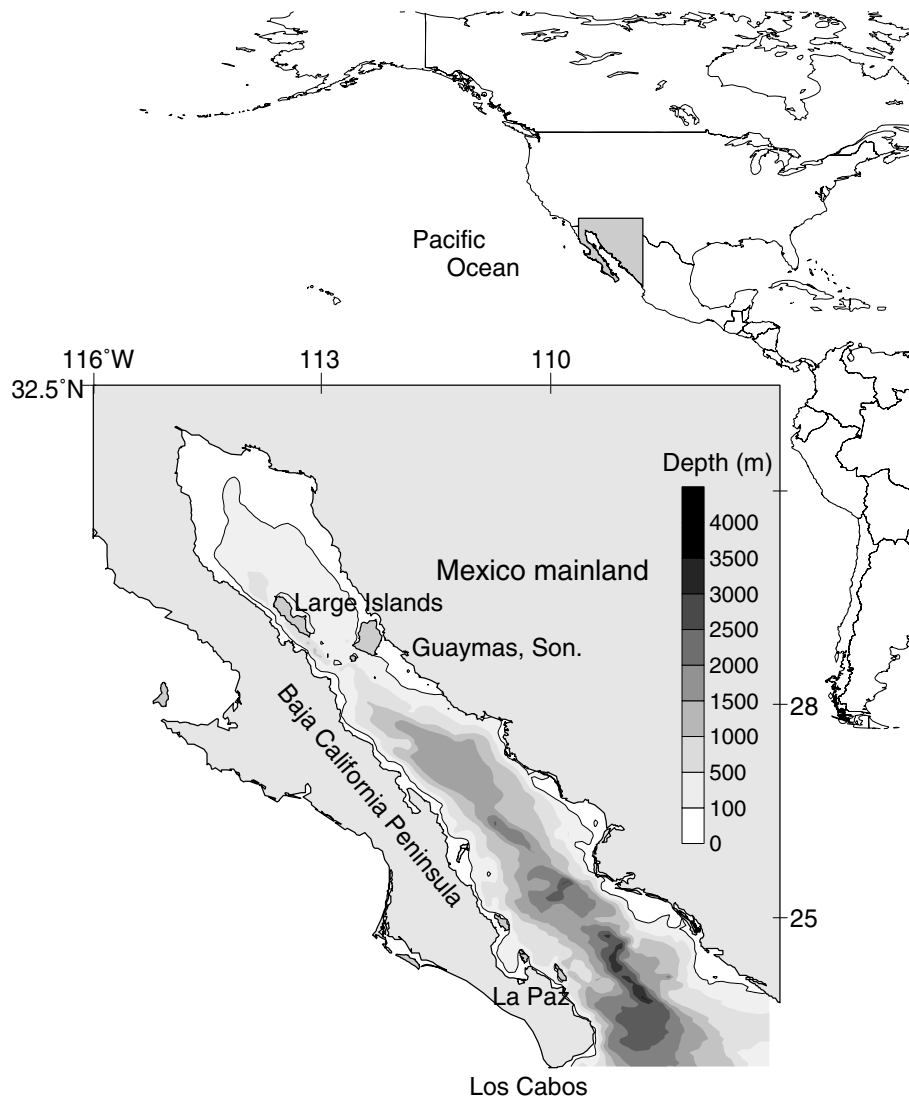 Pacific
Ocean
116°W
113
110
32.5°N
Depth (m)
4000
3500
3000
2500
2000
1500
1000
500
100
0
Mexico mainland
Large Islands
Guaymas, Son.
Baja California Peninsula
28
25
La Paz
Los Cabos